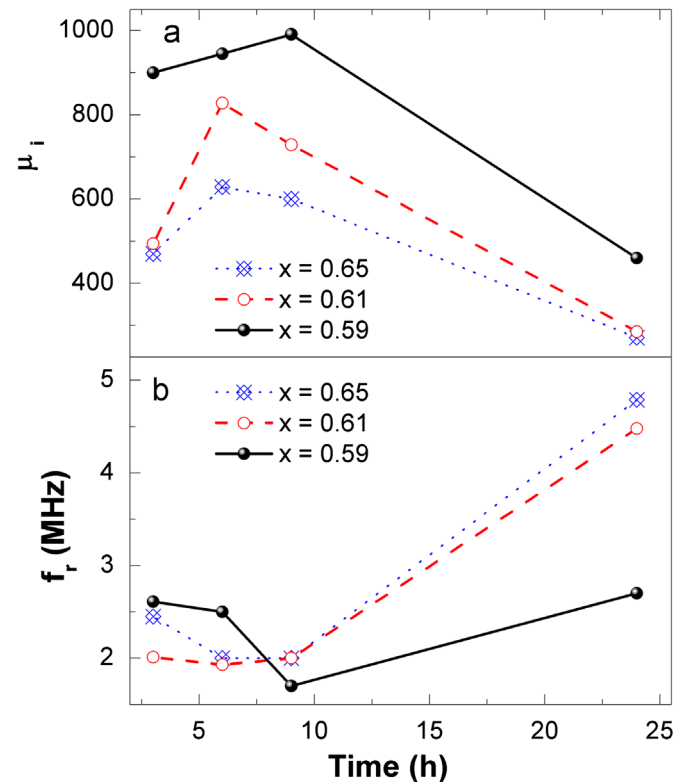 a
1000
800
600
400
μ i
x = 0.65
x = 0.61
x = 0.59
b
5
4
3
2
f r (MHz)
x = 0.65
x = 0.61
x = 0.59
5 10 15 20 25
Time (h)